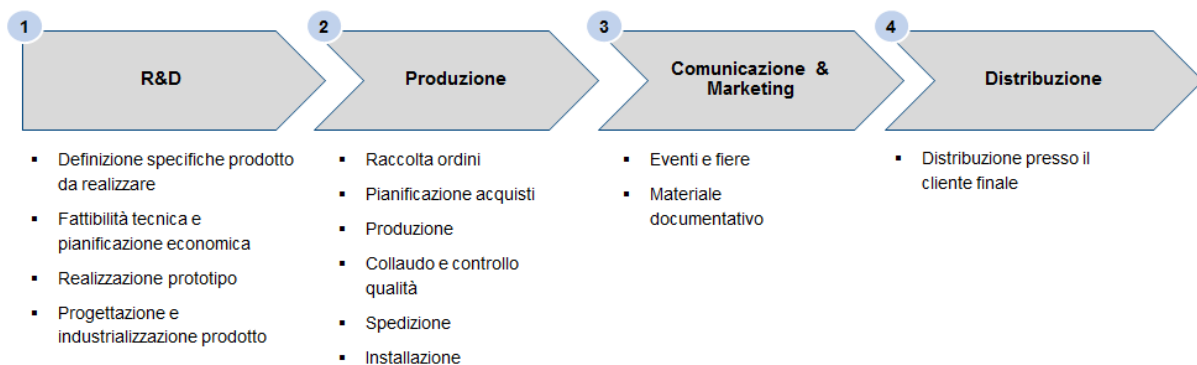 1
R&D
▪ Definizione specifiche prodotto
da realizzare
▪ Fattibilità tecnica e
pianificazione economica
▪ Realizzazione prototipo
▪ Progettazione e
industrializzazione prodotto
2
Produzione
▪ Raccolta ordini
▪ Pianificazione acquisti
▪ Produzione
▪ Collaudo e controllo
qualità
▪ Spedizione
▪ Installazione
3
Comunicazione &
Marketing
▪ Eventi e fiere
▪ Materiale
documentativo
4
Distribuzione
▪ Distribuzione presso il
cliente finale